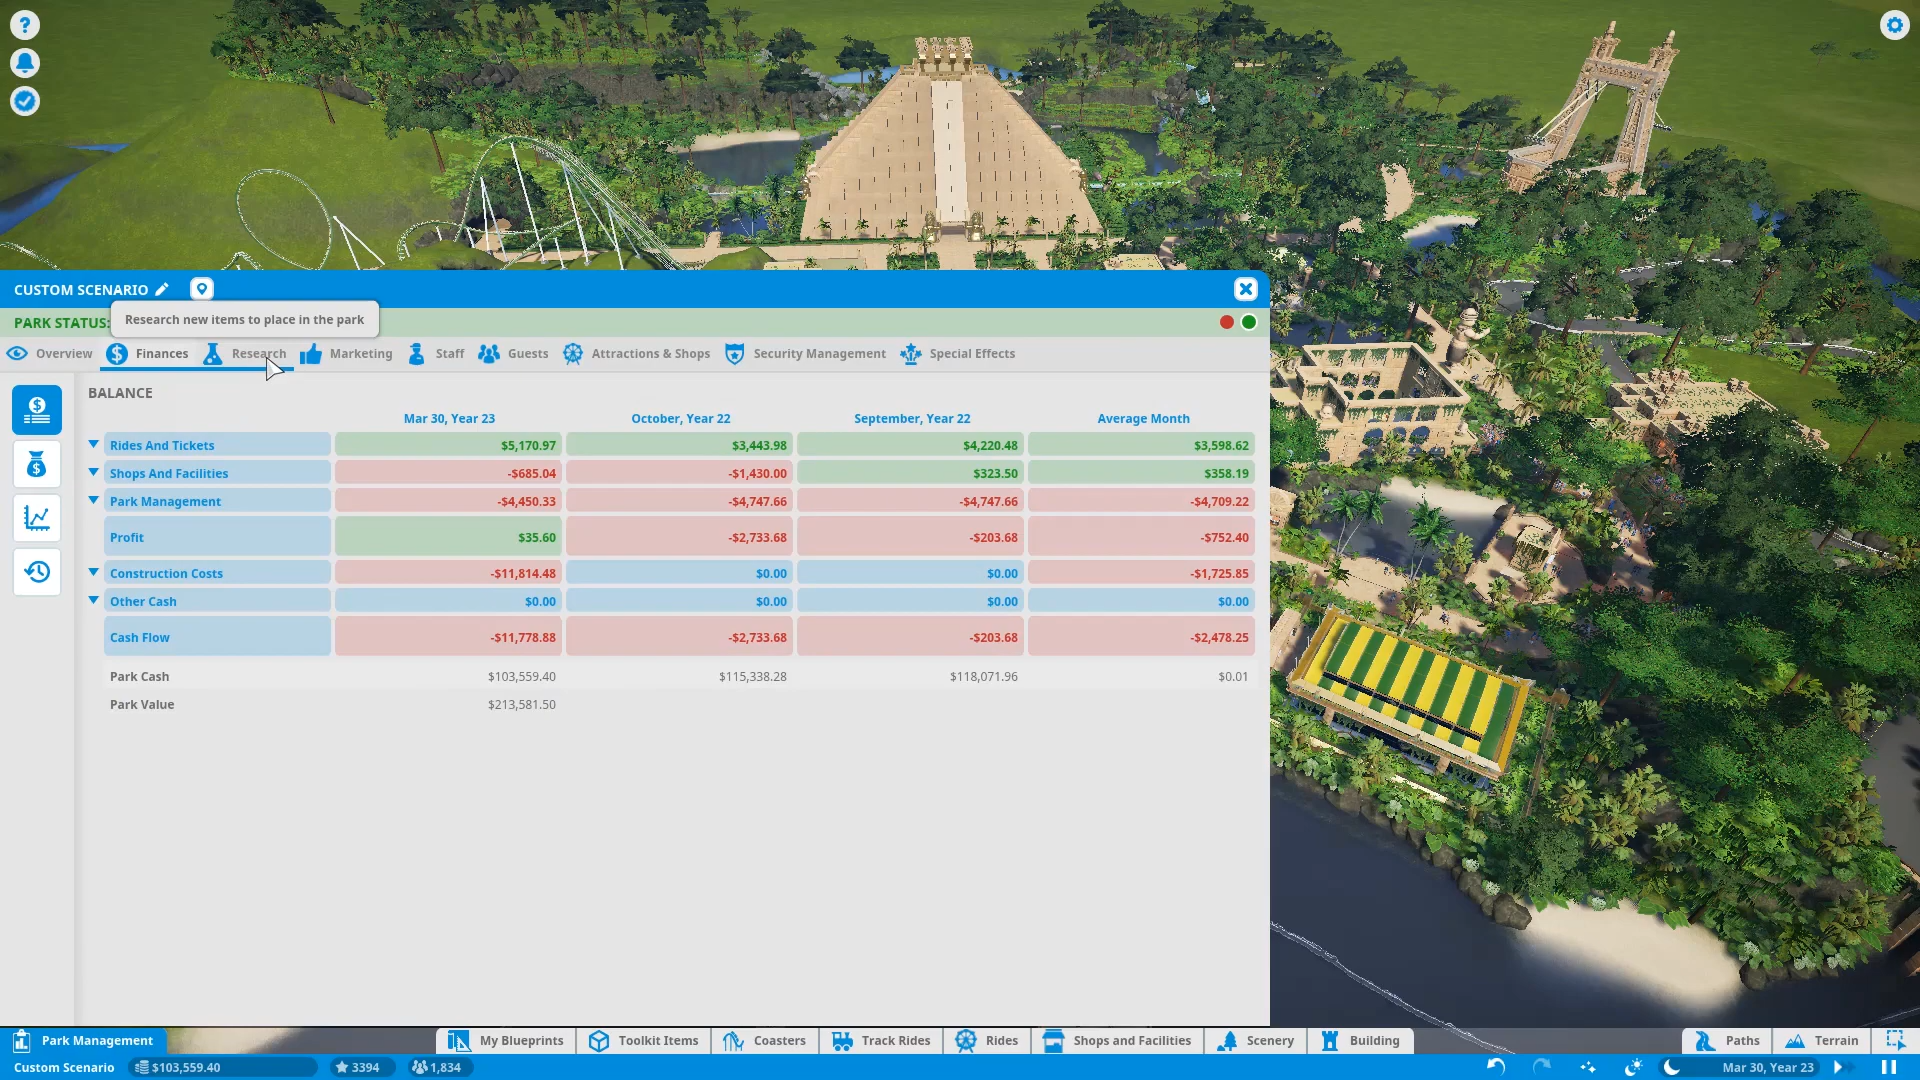 CUSTOM SCENARIO
PARK STATUS:
Research new items to place in the park
Overview
Finances
Research
Marketing
Staff
Guests
Attractions & Shops
Security Management
Special Effects
BALANCE
Mar 30, Year 23 October, Year 22 September, Year 22 Average Month
Rides And Tickets $5,170.97 $3,443.98 $4,220.48 $3,598.62
Shops And Facilities -$685.04 -$1,430.00 $323.50 $358.19
Park Management -$4,450.33 -$4,747.66 -$4,747.66 -$4,709.22
Profit $35.60 -$2,733.68 -$203.68 -$752.40
Construction Costs -$11,814.48 $0.00 $0.00 -$1,725.85
Other Cash $0.00 $0.00 $0.00 $0.00
Cash Flow -$11,778.88 -$2,733.68 -$203.68 -$2,478.25
Park Cash $103,559.40 $115,338.28 $118,071.96 $0.01
Park Value $213,581.50
Park Management
My Blueprints
Toolkit Items
Coasters
Track Rides
Rides
Shops and Facilities
Scenery
Building
Paths
Terrain
Custom Scenario $103,559.40 3394 1,834 Mar 30, Year 23